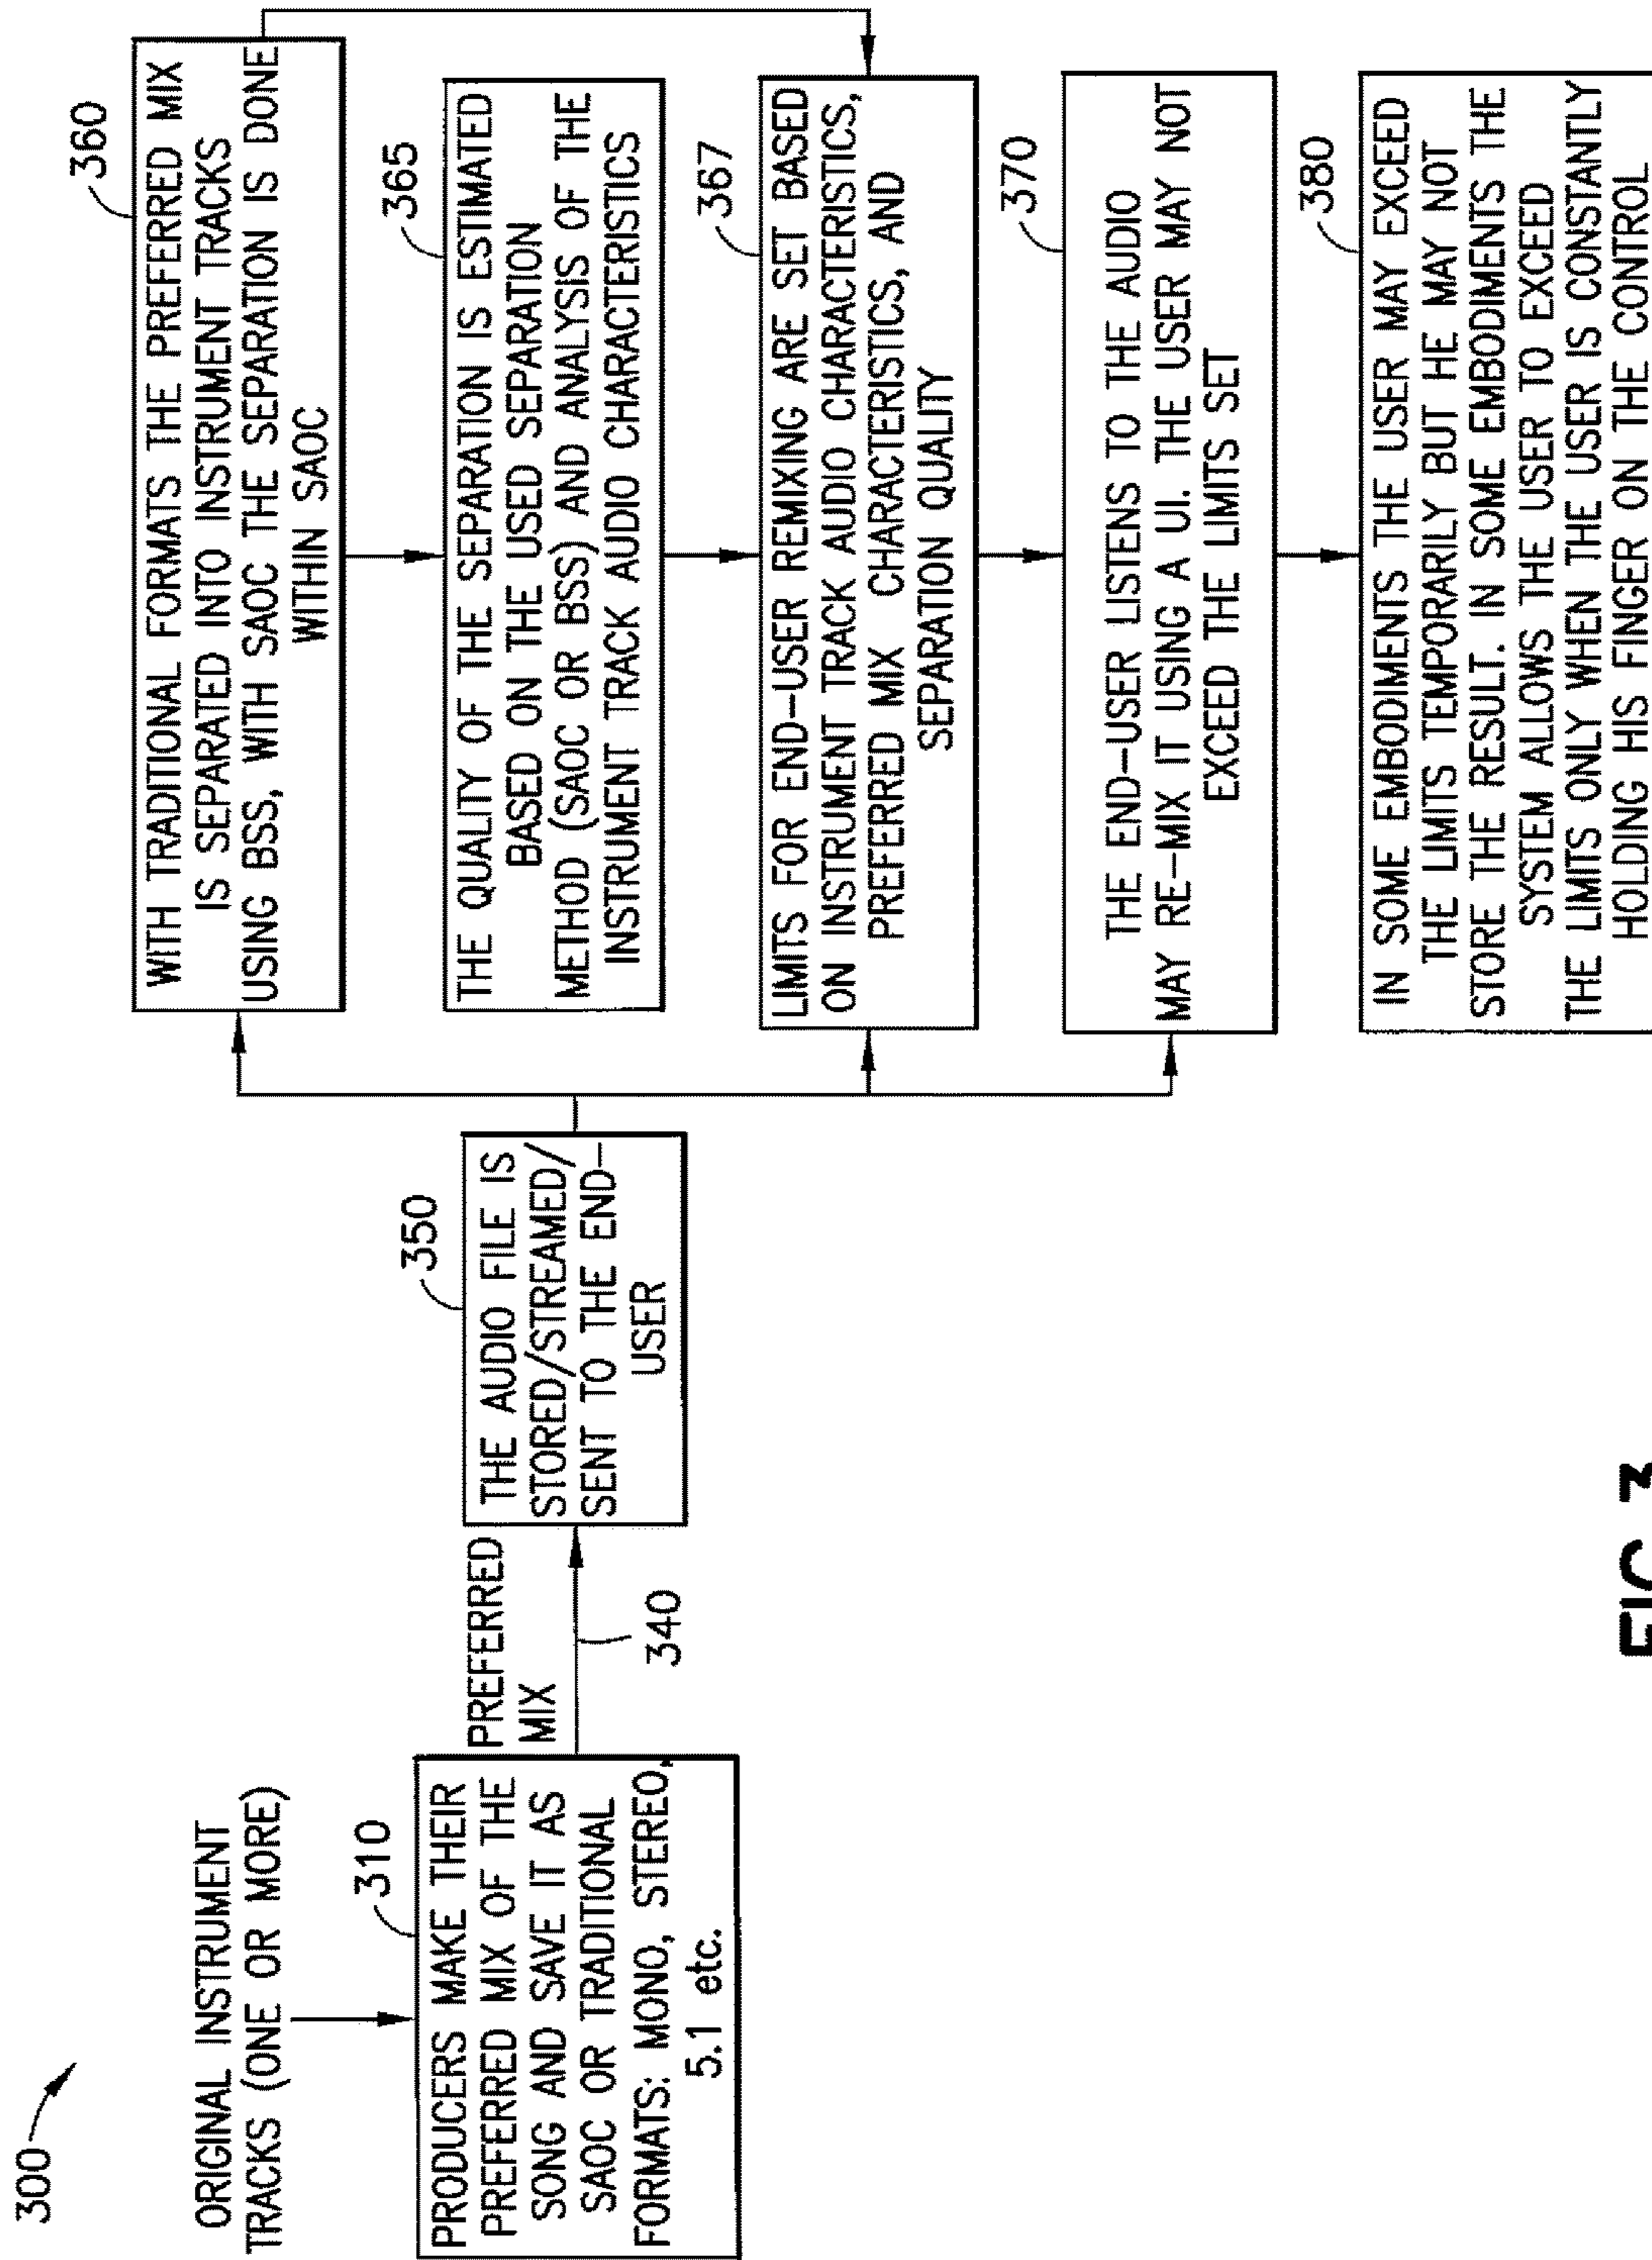 300
ORIGINAL INSTRUMENT
TRACKS (ONE OR MORE)
310
PRODUCERS MAKE THEIR
PREFERRED MIX OF THE
SONG AND SAVE IT AS
SAOC OR TRADITIONAL
FORMATS: MONO, STEREO,
5.1 etc.
PREFERRED
MIX
340
350
THE AUDIO FILE IS
STORED/STREAMED/
SENT TO THE END-
USER
360
WITH TRADITIONAL FORMATS THE PREFERRED MIX
IS SEPARATED INTO INSTRUMENT TRACKS
USING BSS, WITH SAOC THE SEPARATION IS DONE
WITHIN SAOC
365
THE QUALITY OF THE SEPARATION IS ESTIMATED
BASED ON THE USED SEPARATION
METHOD (SAOC OR BSS) AND ANALYSIS OF THE
INSTRUMENT TRACK AUDIO CHARACTERISTICS
367
LIMITS FOR END-USER REMIXING ARE SET BASED
ON INSTRUMENT TRACK AUDIO CHARACTERISTICS,
PREFERRED MIX CHARACTERISTICS, AND
SEPARATION QUALITY
370
THE END-USER LISTENS TO THE AUDIO
MAY RE-MIX IT USING A UI. THE USER MAY NOT
EXCEED THE LIMITS SET
380
IN SOME EMBODIMENTS THE USER MAY EXCEED
THE LIMITS TEMPORARILY BUT HE MAY NOT
STORE THE RESULT. IN SOME EMBODIMENTS THE
SYSTEM ALLOWS THE USER TO EXCEED
THE LIMITS ONLY WHEN THE USER IS CONSTANTLY
HOLDING HIS FINGER ON THE CONTROL
FIG. 3